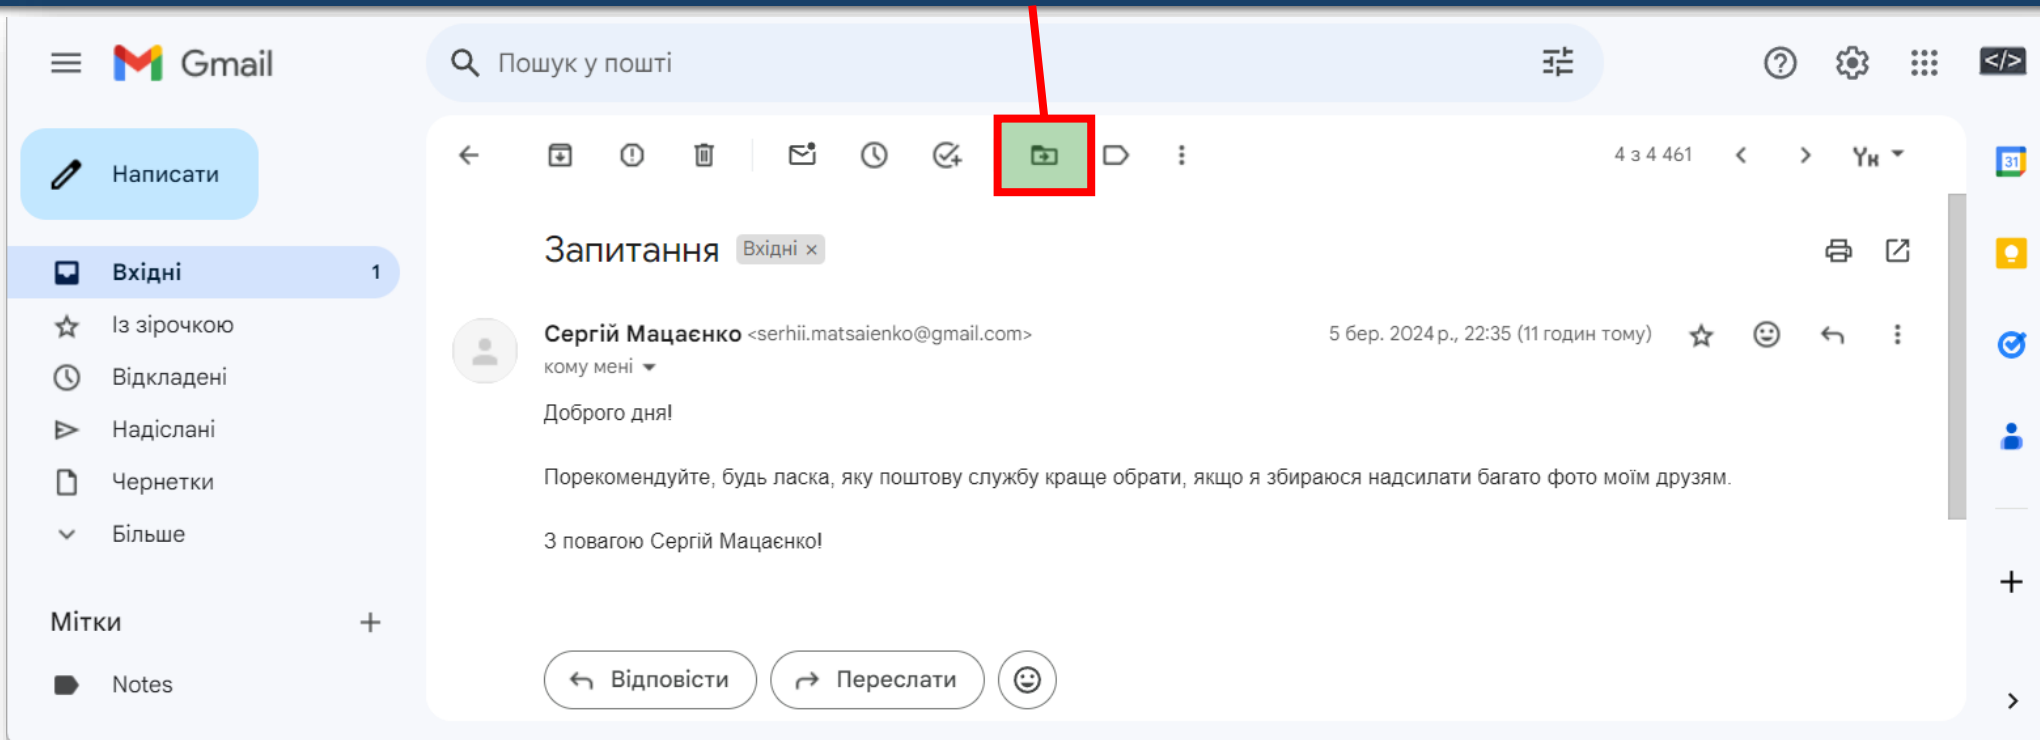 Gmail
Пошук у пошті
</>
Написати
4 з 4 461
31
Запитання Вхідні ×
Вхідні 1
Із зірочкою
Сергій Мацаєнко <serhii.matsaienko@gmail.com>
5 бер. 2024 р., 22:35 (11 годин тому)
кому мені
Відкладені
Доброго дня!
Надіслані
Порекомендуйте, будь ласка, яку поштову службу краще обрати, якщо я збираюся надсилати багато фото моїм друзям.
Чернетки
Більше
З повагою Сергій Мацаєнко!
Мітки
Notes
Відповісти
Переслати